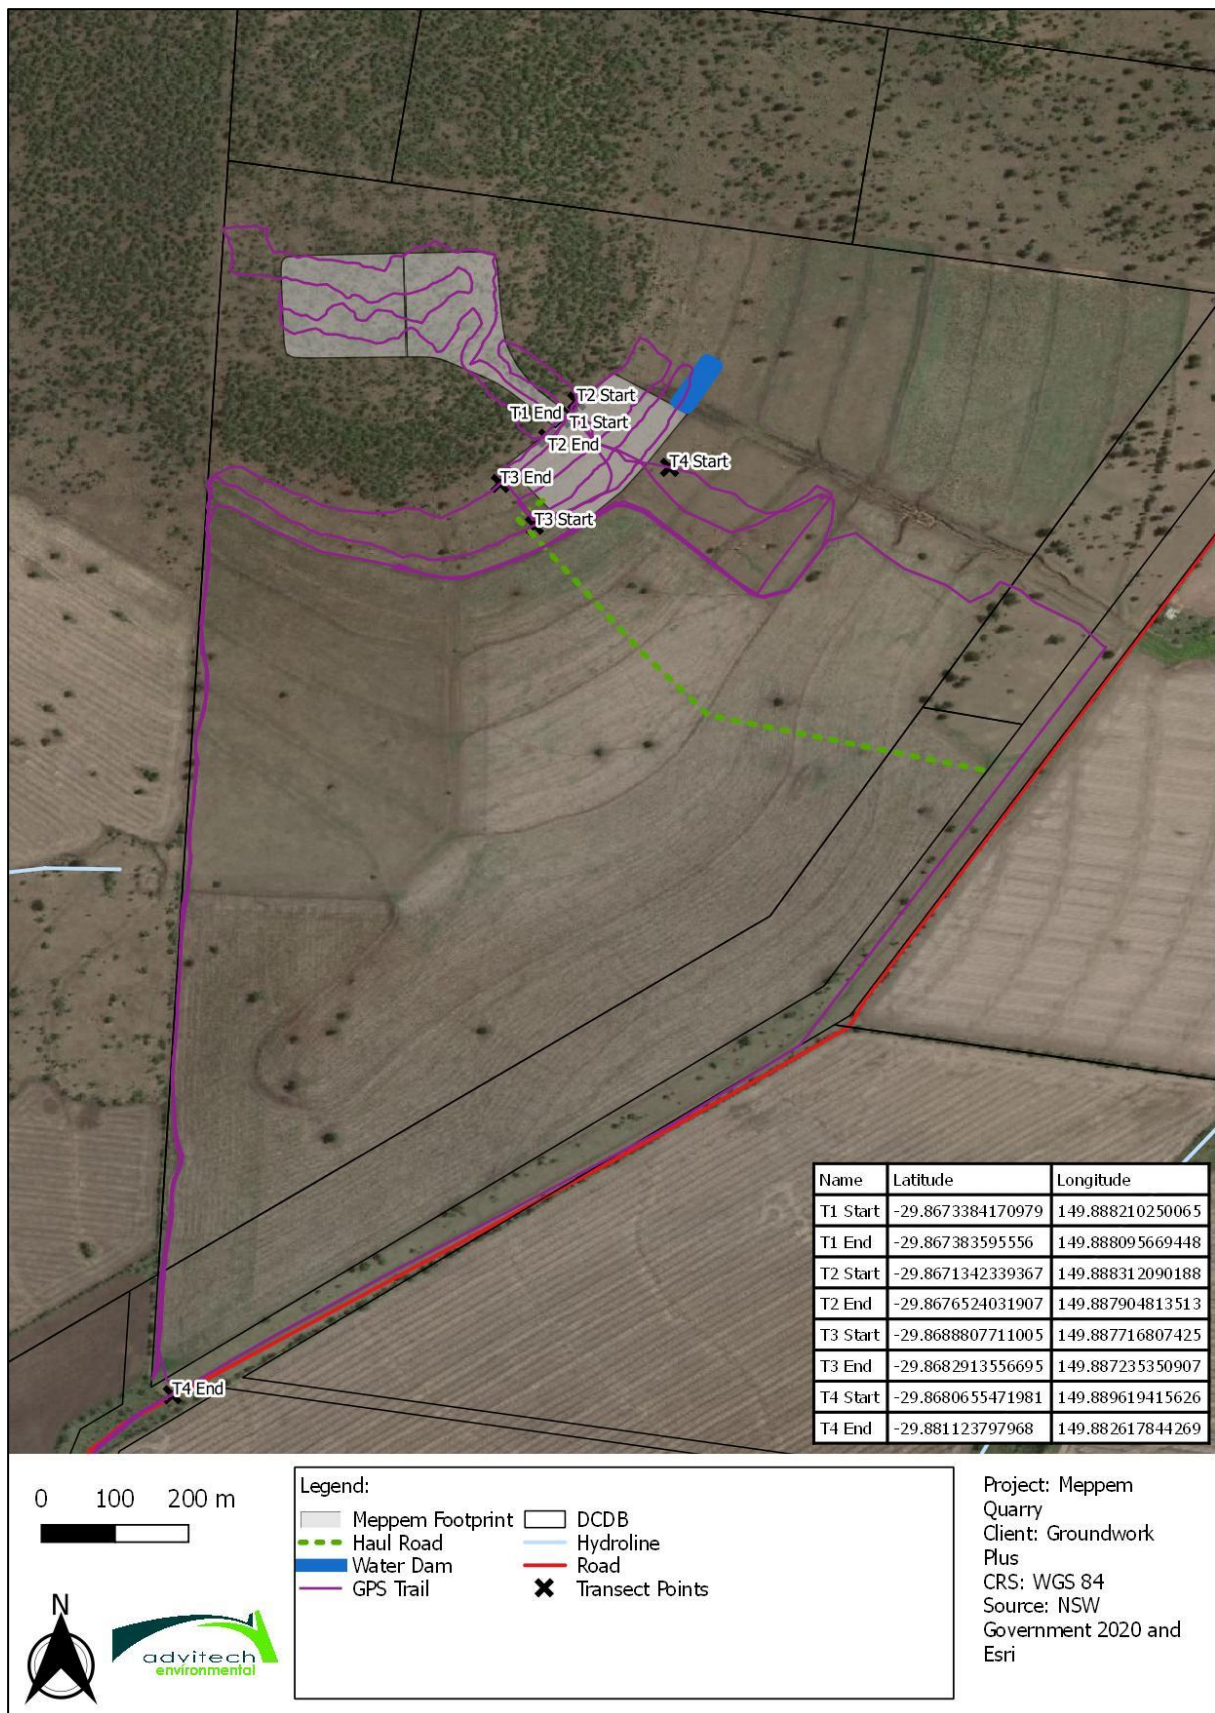 T2 Start
T1 End
T1 Start
T2 End
T4 Start
T3 End
T3 Start
T4 End
Name Latitude Longitude
T1 Start -29.8673384170979 149.888210250065
T1 End -29.867383595556 149.888095669448
T2 Start -29.8671342339367 149.888312090188
T2 End -29.8676524031907 149.887904813513
T3 Start -29.8688807711005 149.887716807425
T3 End -29.8682913556695 149.887235350907
T4 Start -29.8680655471981 149.889619415626
T4 End -29.881123797968 149.882617844269
0 100 200 m
N
advitech
environmental
Legend:
Meppem Footprint DCDB
Haul Road Hydroline
Water Dam Road
GPS Trail Transect Points
Project: Meppem
Quarry
Client: Groundwork
Plus
CRS: WGS 84
Source: NSW
Government 2020 and
Esri